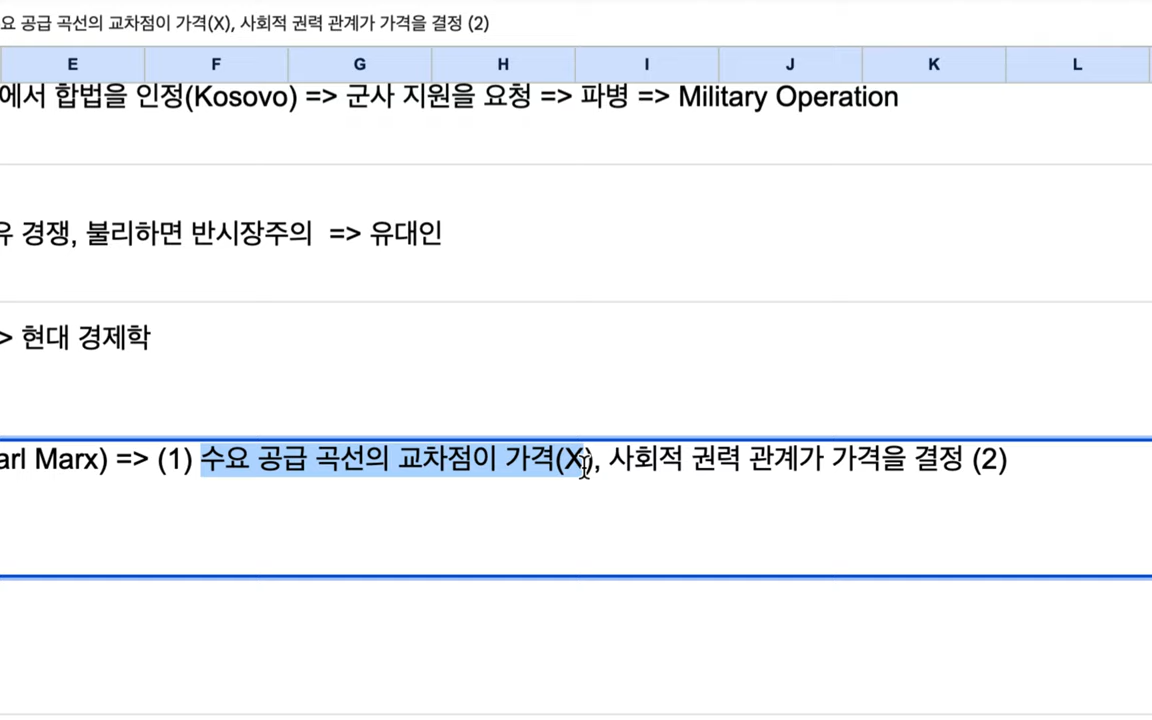 요 공급 곡선의 교차점이 가격(X), 사회적 권력 관계가 가격을 결정 (2)
E F G H I J K L
에서 합법을 인정(Kosovo) => 군사 지원을 요청 => 파병 => Military Operation
경쟁, 불리하면 반시장주의 => 유대인
> 현대 경제학
arl Marx) => (1) 수요 공급 곡선의 교차점이 가격(X), 사회적 권력 관계가 가격을 결정 (2)